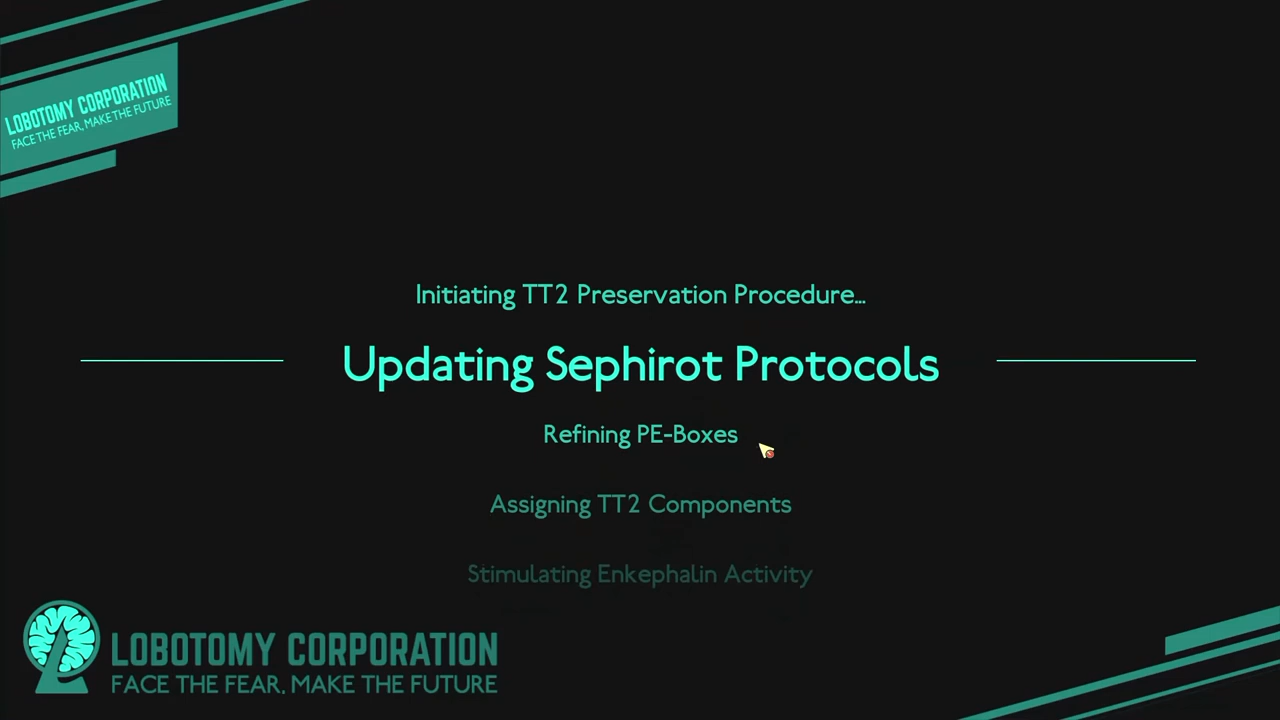 LOBOTOMY CORPORATION
FACE THE FEAR, MAKE THE FUTURE
Initiating TT2 Preservation Procedure...
Updating Sephirot Protocols
Refining PE-Boxes
Assigning TT2 Components
Stimulating Enkephalin Activity
LOBOTOMY CORPORATION
FACE THE FEAR, MAKE THE FUTURE